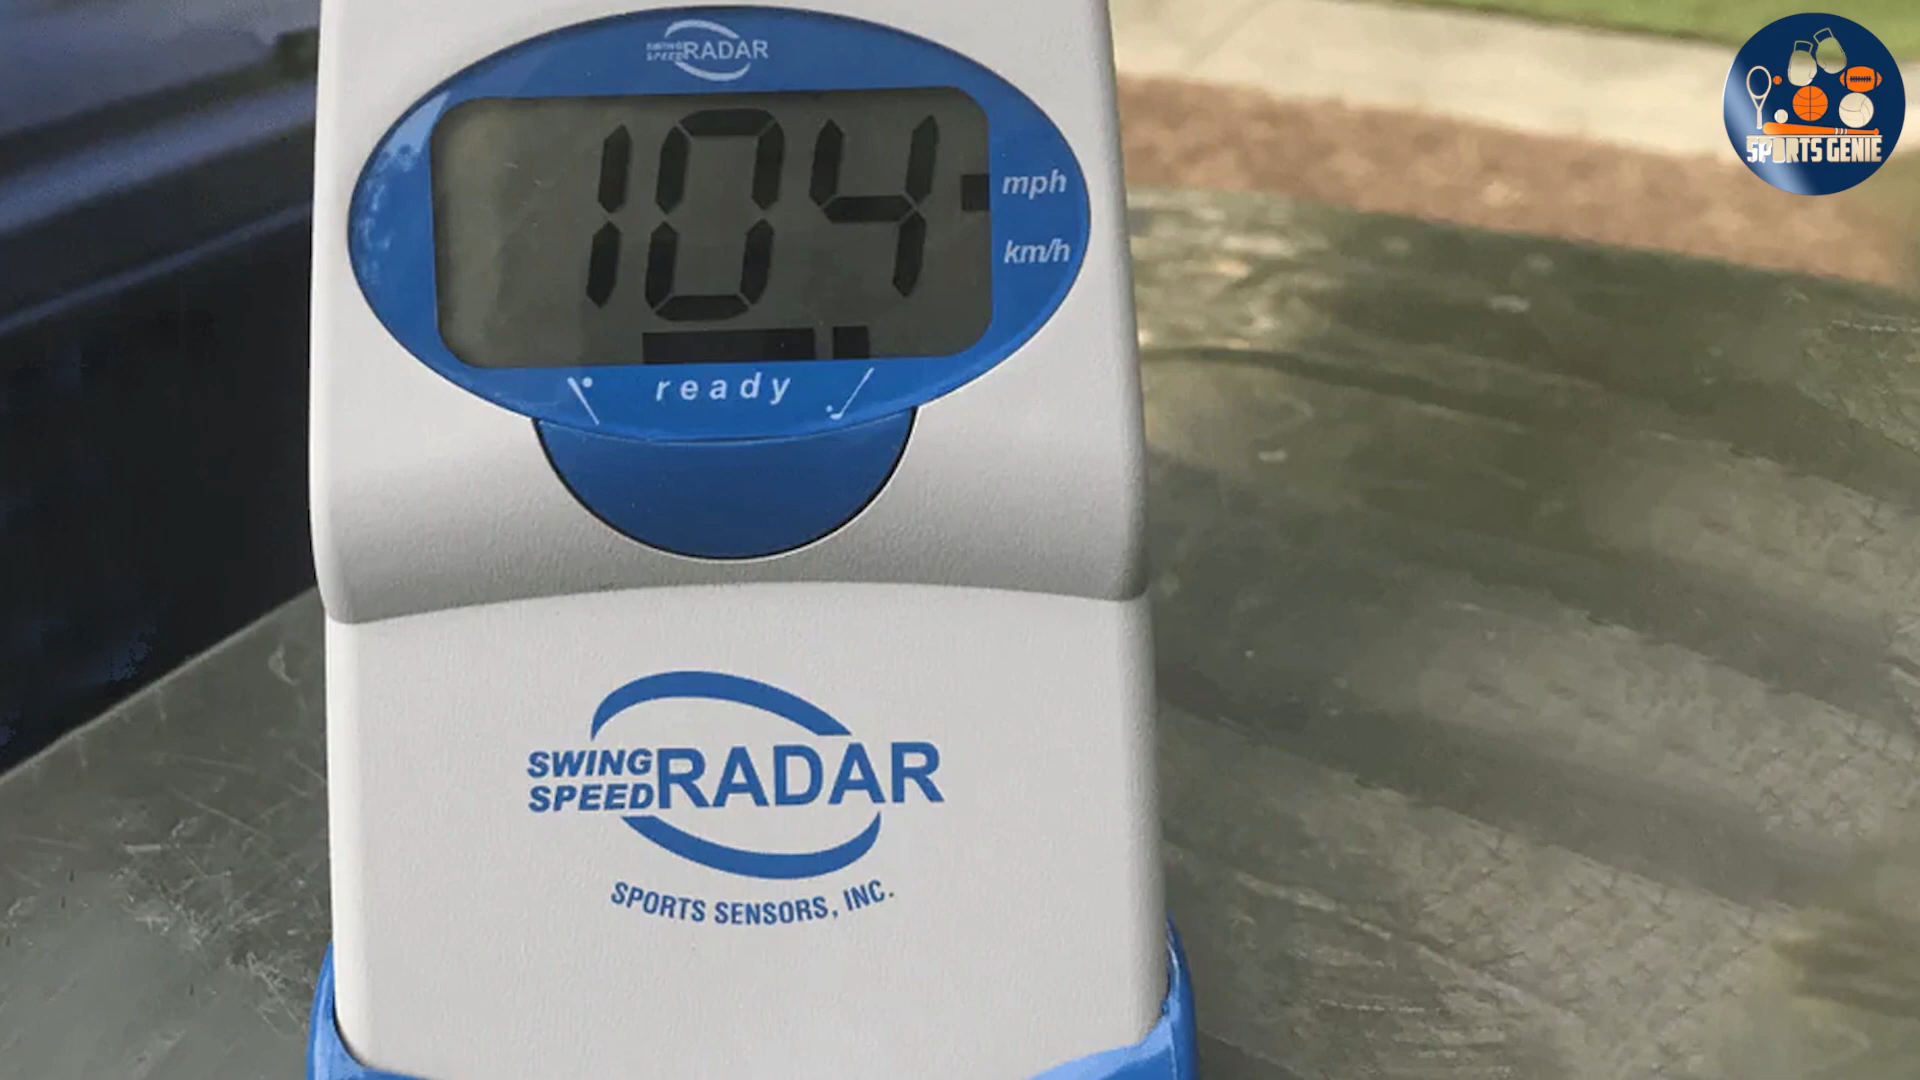 SWING
SPEED RADAR
104
mph
km/h
ready
SWING
SPEED RADAR
SPORTS SENSORS, INC.
SPORTS GENIE